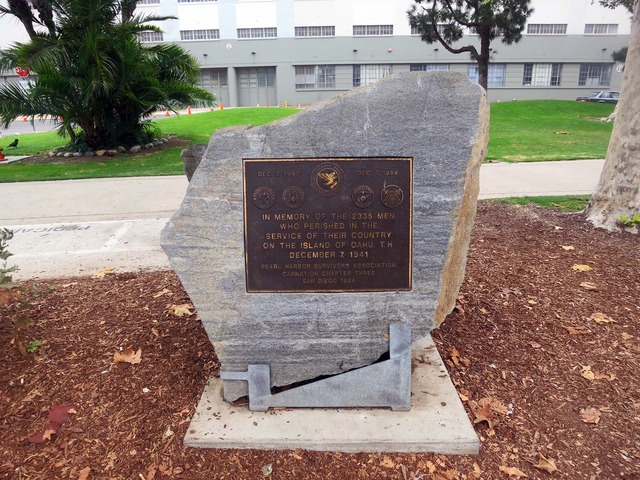 DEC. 7, 1941 DEC. 7, 1984
IN MEMORY OF THE 2335 MEN
WHO PERISHED IN THE
SERVICE OF THEIR COUNTRY
ON THE ISLAND OF OAHU, T.H.
DECEMBER 7, 1941
PEARL HARBOR SURVIVORS ASSOCIATION
CARNATION CHAPTER THREE
SAN DIEGO 1984